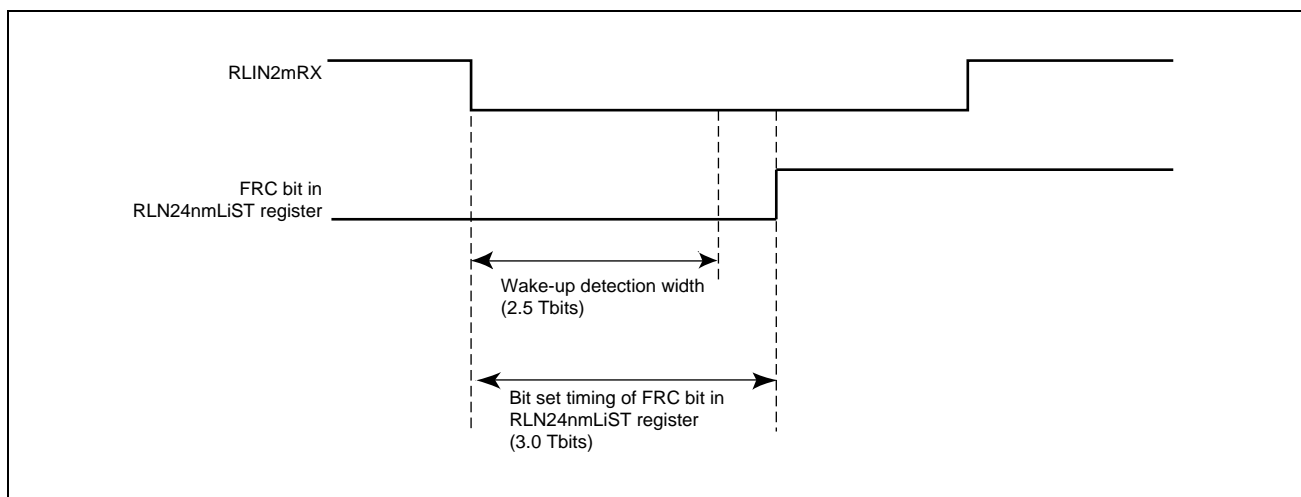 RLIN2mRX
FRC bit in
RLN24nmLiST register
Wake-up detection width
(2.5 Tbits)
Bit set timing of FRC bit in
RLN24nmLiST register
(3.0 Tbits)